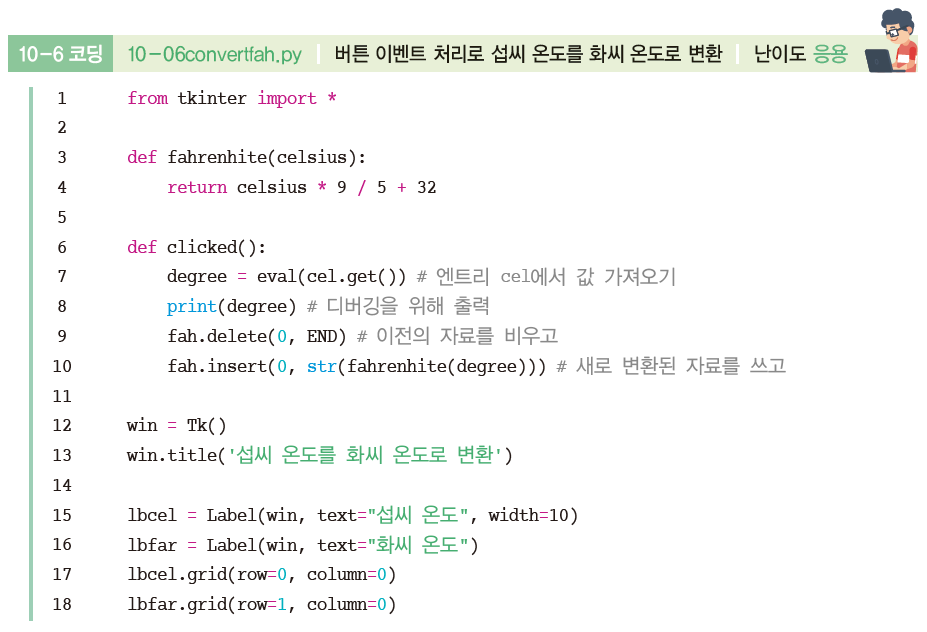 10-6 코딩 10-06convertfah.py | 버튼 이벤트 처리로 섭씨 온도를 화씨 온도로 변환 | 난이도 응용
1 from tkinter import *
2
3 def fahrenhite(celsius):
4     return celsius * 9 / 5 + 32
5
6 def clicked():
7     degree = eval(cel.get()) # 엔트리 cel에서 값 가져오기
8     print(degree) # 디버깅을 위해 출력
9     fah.delete(0, END) # 이전의 자료를 비우고
10     fah.insert(0, str(fahrenhite(degree))) # 새로 변환된 자료를 쓰고
11
12 win = Tk()
13 win.title('섭씨 온도를 화씨 온도로 변환')
14
15 lbcel = Label(win, text="섭씨 온도", width=10)
16 lbfar = Label(win, text="화씨 온도")
17 lbcel.grid(row=0, column=0)
18 lbfar.grid(row=1, column=0)